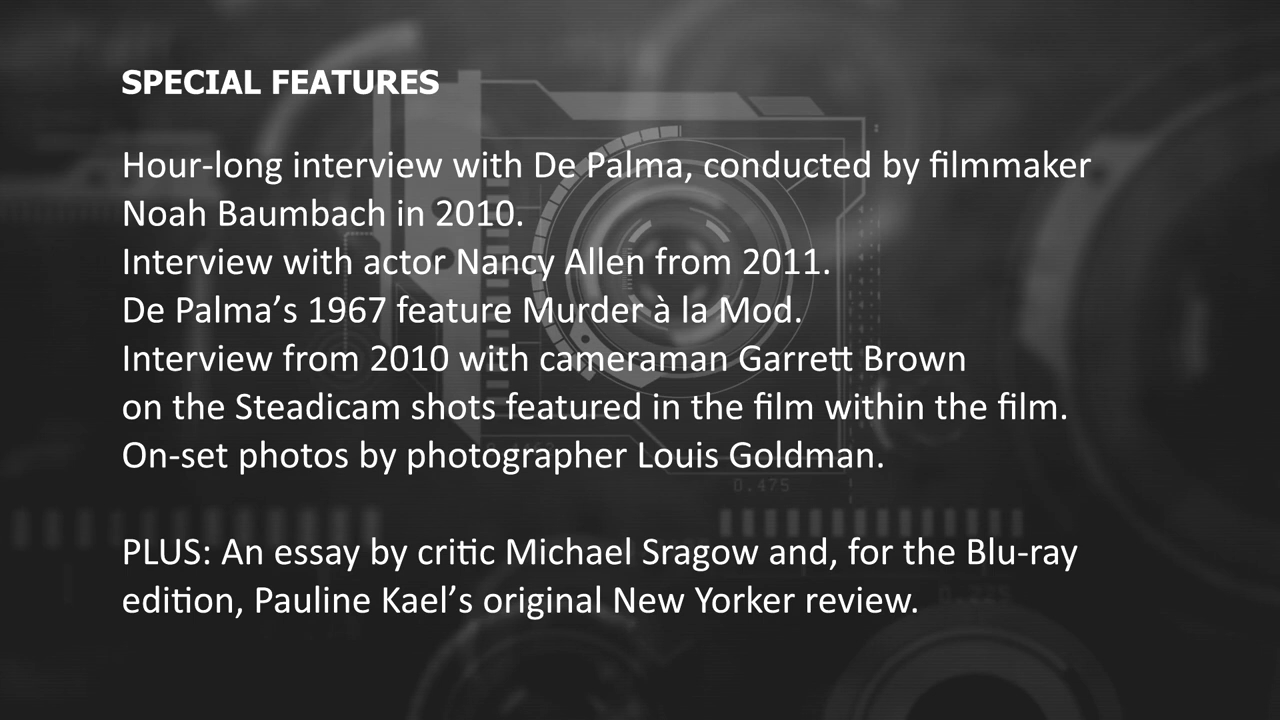 SPECIAL FEATURES
Hour-long interview with De Palma, conducted by filmmaker
Noah Baumbach in 2010.
Interview with actor Nancy Allen from 2011.
De Palma’s 1967 feature Murder à la Mod.
Interview from 2010 with cameraman Garrett Brown
on the Steadicam shots featured in the film within the film.
On-set photos by photographer Louis Goldman.
0.475
PLUS: An essay by critic Michael Sragow and, for the Blu-ray
edition, Pauline Kael’s original New Yorker review.